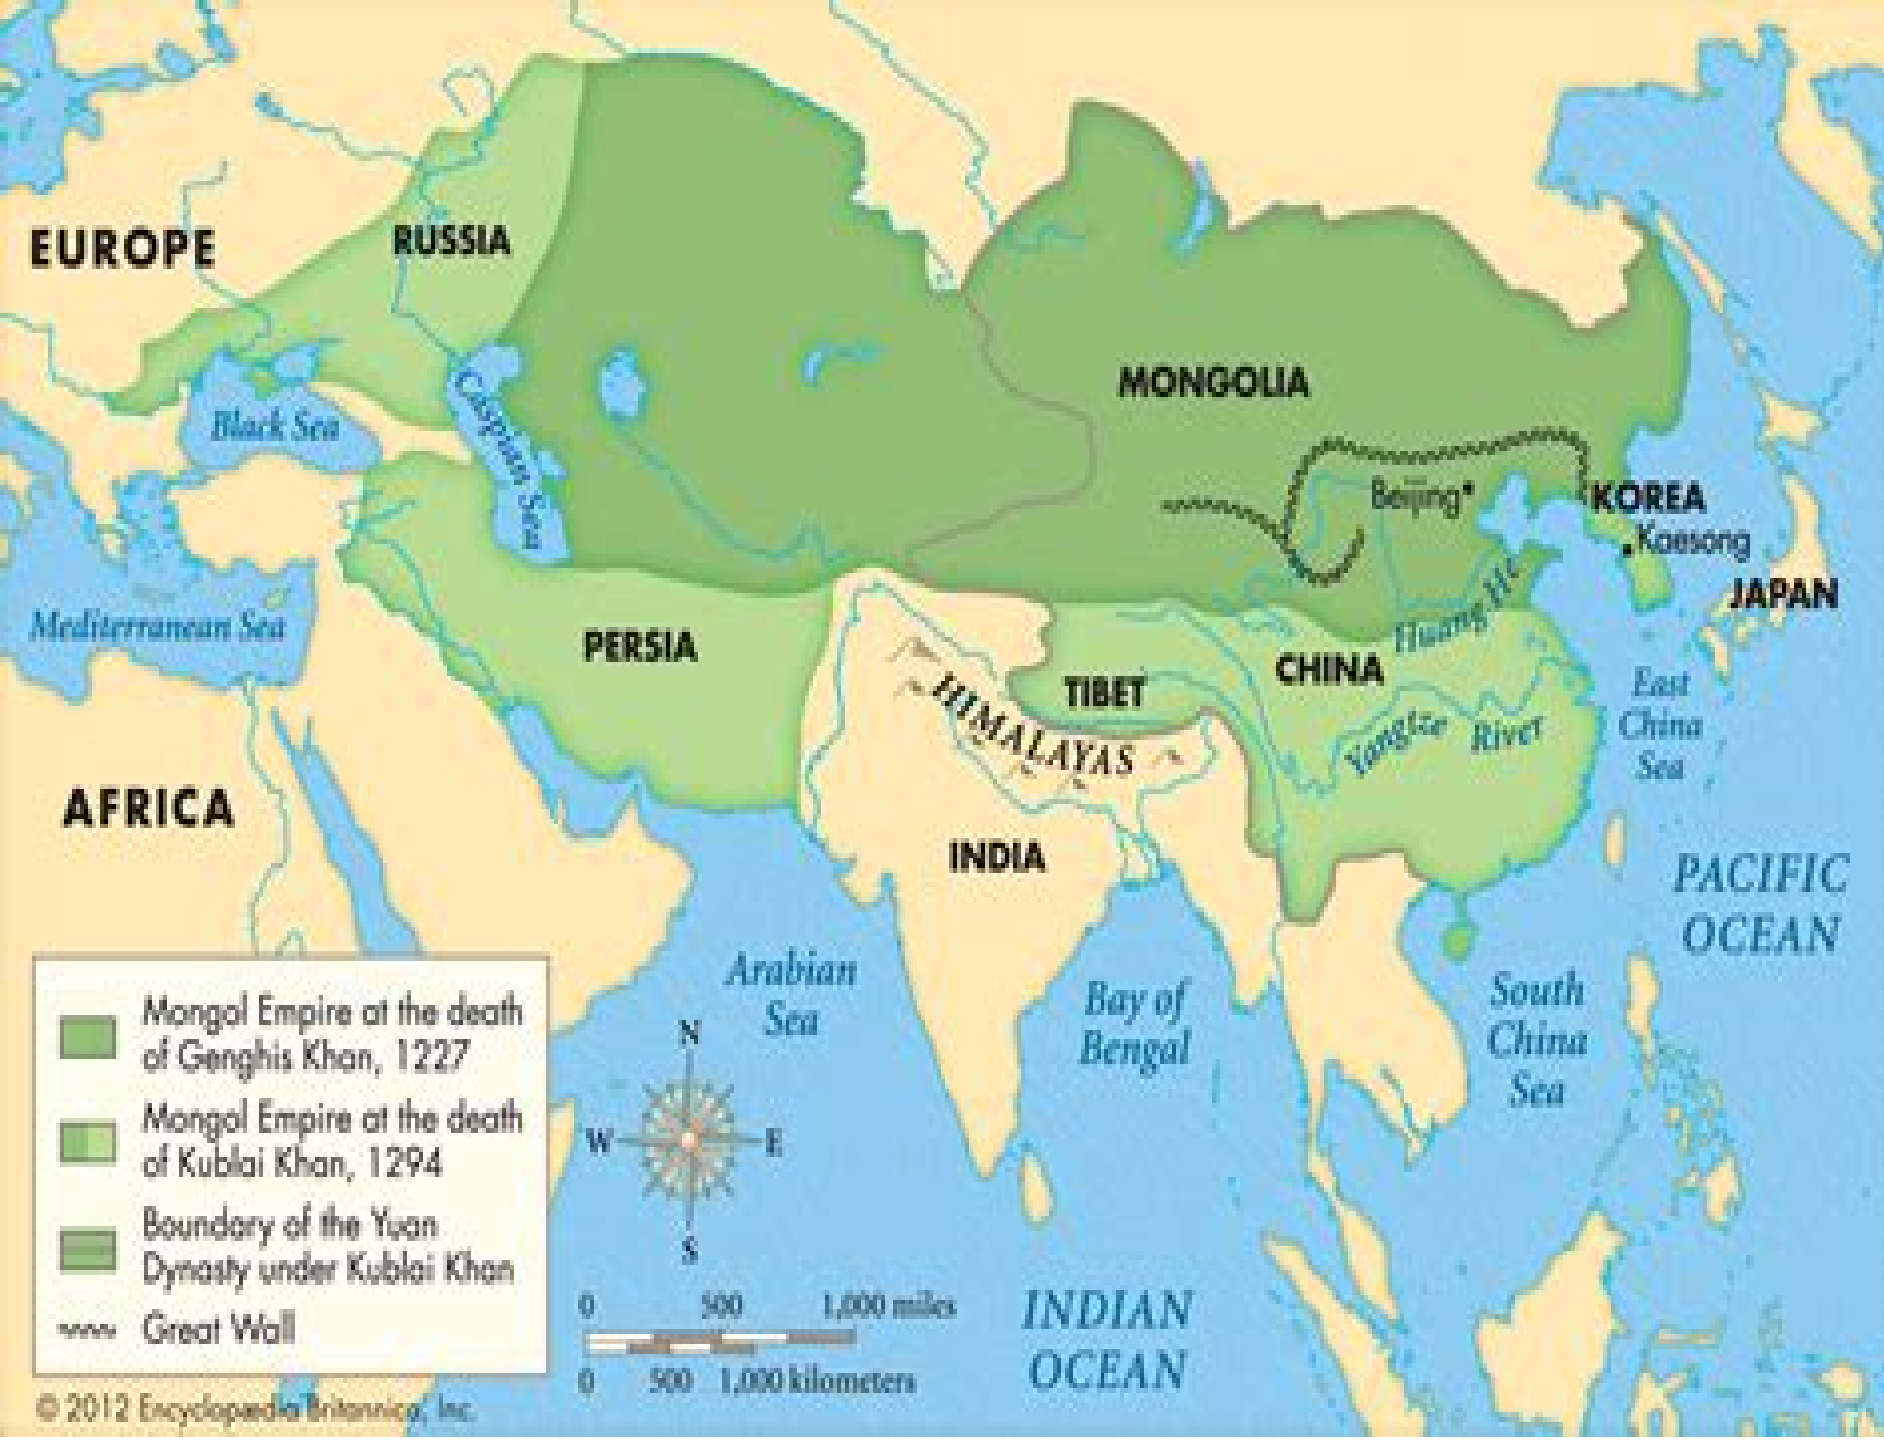 EUROPE
RUSSIA
MONGOLIA
Black Sea
Caspian Sea
Beijing
KOREA
Kaesong
JAPAN
Mediterranean Sea
PERSIA
Huang He
CHINA
TIBET
HIMALAYAS
Yangtze River
East
China
Sea
AFRICA
INDIA
PACIFIC
OCEAN
Arabian
Sea
Bay of
Bengal
South
China
Sea
Mongol Empire at the death
of Genghis Khan, 1227
Mongol Empire at the death
of Kublai Khan, 1294
Boundary of the Yuan
Dynasty under Kublai Khan
Great Wall
N
W E
S
0 500 1,000 miles
0 500 1,000 kilometers
INDIAN
OCEAN
© 2012 Encyclopædia Britannica, Inc.